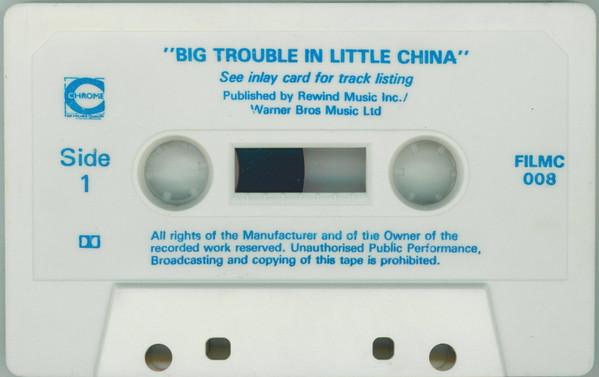 "BIG TROUBLE IN LITTLE CHINA"
See inlay card for track listing
Published by Rewind Music Inc./
Warner Bros Music Ltd
CHROME
Side
1
FILMC
008
All rights of the Manufacturer and of the Owner of the
recorded work reserved. Unauthorised Public Performance,
Broadcasting and copying of this tape is prohibited.